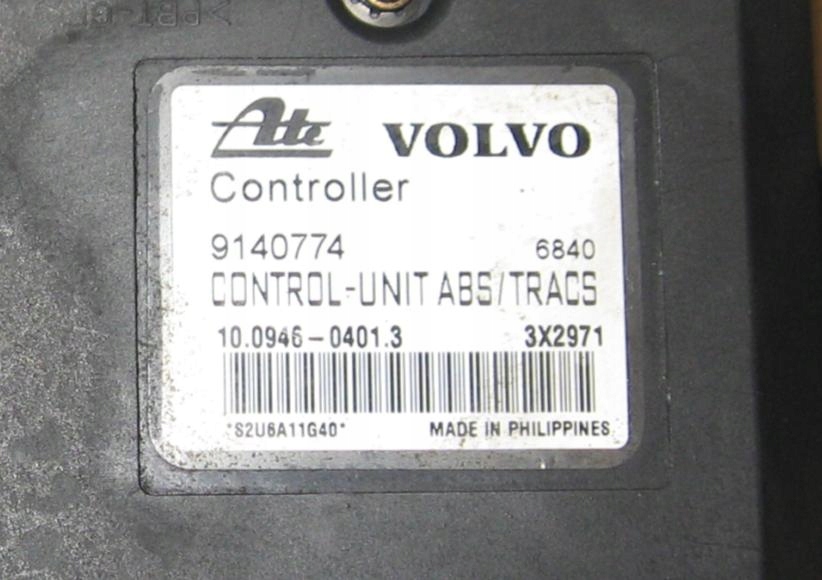 Ate VOLVO
Controller
9140774 6840
CONTROL-UNIT ABS/TRACS
10.0946-0401.3 3X2971
*S2U6A11G40* MADE IN PHILIPPINES